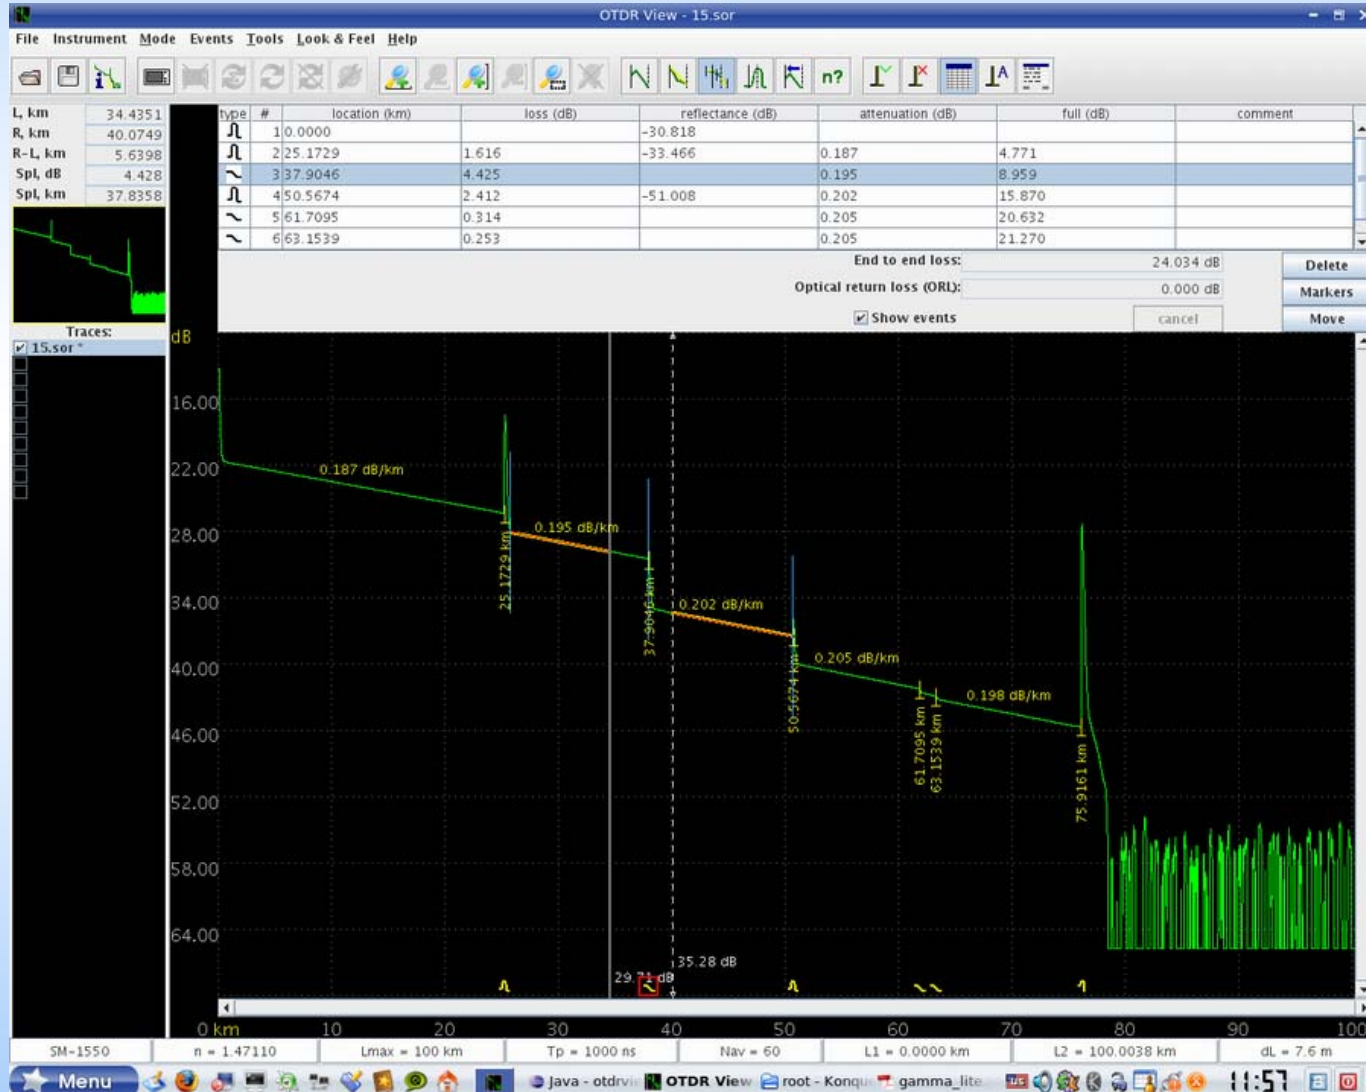 OTDR View - 15.sor
File Instrument Mode Events Tools Look & Feel Help
n?
L, km 34.4351
R, km 40.0749
R-L, km 5.6398
Spl, dB 4.428
Spl, km 37.8358
Traces:
15.sor *
type # location (km) loss (dB) reflectance (dB) attenuation (dB) full (dB) comment
1 0.0000 -30.818
2 25.1729 1.616 -33.466 0.187 4.771
3 37.9046 4.425 0.195 8.959
4 50.5674 2.412 -51.008 0.202 15.870
5 61.7095 0.314 0.205 20.632
6 63.1539 0.253 0.205 21.270
End to end loss: 24.034 dB Delete
Optical return loss (ORL): 0.000 dB Markers
Show events cancel Move
dB
16.00
22.00
28.00
34.00
40.00
46.00
52.00
58.00
64.00
0.187 dB/km
0.195 dB/km
0.202 dB/km
0.205 dB/km
0.198 dB/km
25.1729 km
37.9046 km
50.5674 km
61.7095 km
63.1539 km
75.9161 km
35.28 dB
29.71 dB
0 km 10 20 30 40 50 60 70 80 90 100
SM-1550 n = 1.47110 Lmax = 100 km Tp = 1000 ns Nav = 60 L1 = 0.0000 km L2 = 100.0038 km dL = 7.6 m
Menu Java - otdrvi OTDR View root - Konqu gamma_lite 11:57